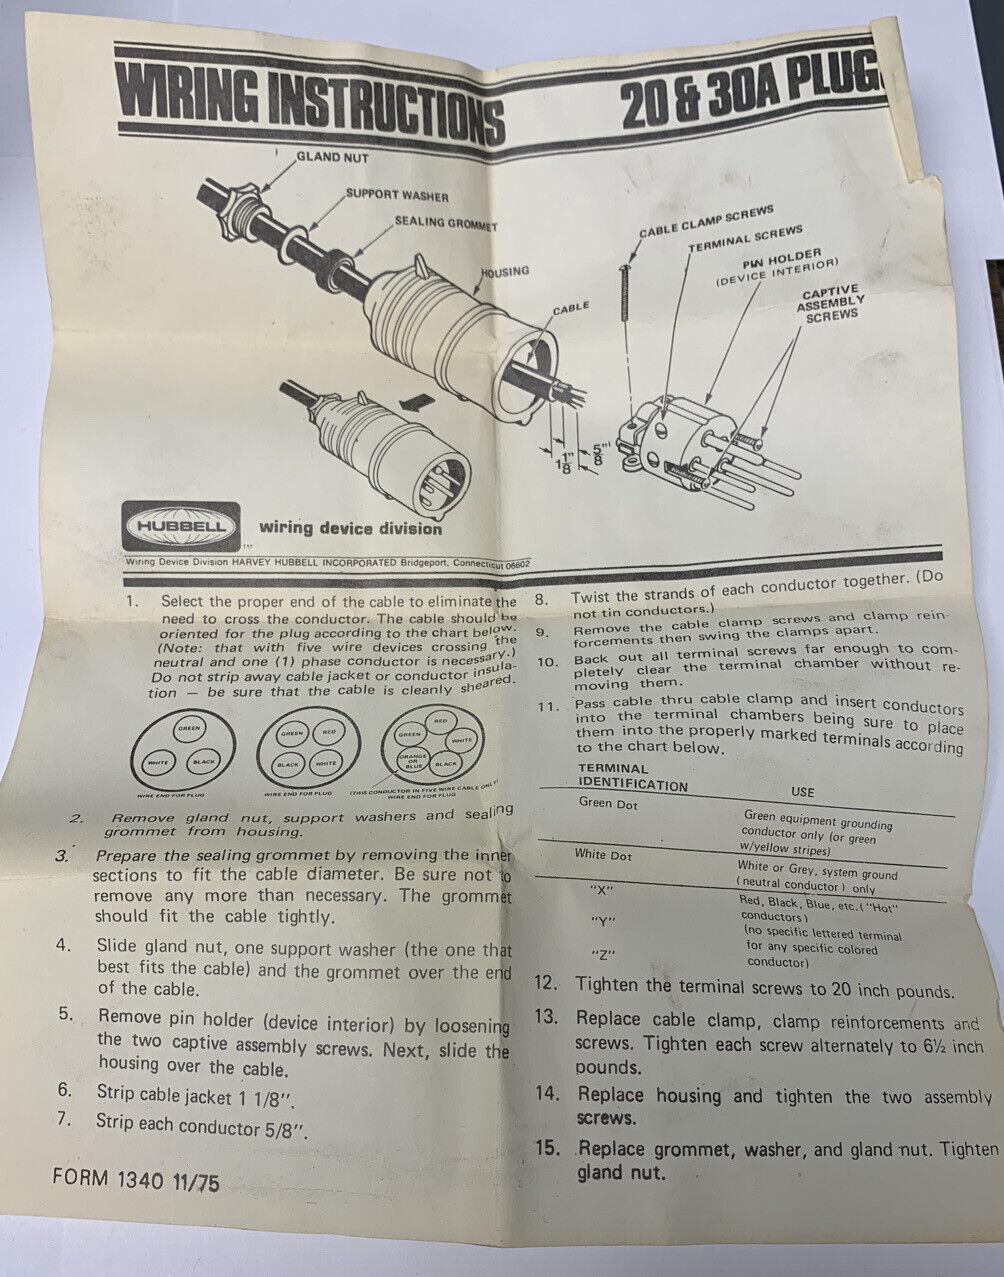 WIRING INSTRUCTIONS
20 & 30A PLUG
GLAND NUT
SUPPORT WASHER
SEALING GROMMET
HOUSING
CABLE
CABLE CLAMP SCREWS
TERMINAL SCREWS
PIN HOLDER
(DEVICE INTERIOR)
CAPTIVE
ASSEMBLY
SCREWS
1 1/8"
5/8"
HUBBELL
wiring device division
Wiring Device Division HARVEY HUBBELL INCORPORATED Bridgeport, Connecticut 06602
1. Select the proper end of the cable to eliminate the
need to cross the conductor. The cable should be
oriented for the plug according to the chart below.
(Note: that with five wire devices crossing the
neutral and one (1) phase conductor is necessary.)
Do not strip away cable jacket or conductor insula-
tion — be sure that the cable is cleanly sheared.
GREEN
WHITE
BLACK
WIRE END FOR PLUG
GREEN
RED
BLACK
WHITE
WIRE END FOR PLUG
RED
GREEN
WHITE
ORANGE
OR
BLUE
BLACK
(THIS CONDUCTOR IN FIVE WIRE CABLE ONLY)
WIRE END FOR PLUG
2. Remove gland nut, support washers and sealing
grommet from housing.
3. Prepare the sealing grommet by removing the inner
sections to fit the cable diameter. Be sure not to
remove any more than necessary. The grommet
should fit the cable tightly.
4. Slide gland nut, one support washer (the one that
best fits the cable) and the grommet over the end
of the cable.
5. Remove pin holder (device interior) by loosening
the two captive assembly screws. Next, slide the
housing over the cable.
6. Strip cable jacket 1 1/8".
7. Strip each conductor 5/8".
FORM 1340 11/75
8. Twist the strands of each conductor together. (Do
not tin conductors.)
9. Remove the cable clamp screws and clamp rein-
forcements then swing the clamps apart.
10. Back out all terminal screws far enough to com-
pletely clear the terminal chamber without re-
moving them.
11. Pass cable thru cable clamp and insert conductors
into the terminal chambers being sure to place
them into the properly marked terminals according
to the chart below.
TERMINAL
IDENTIFICATION
USE
Green Dot
Green equipment grounding
conductor only (or green
w/yellow stripes)
White Dot
White or Grey, system ground
(neutral conductor) only
"X"
"Y"
"Z"
Red, Black, Blue, etc. ("Hot"
conductors)
(no specific lettered terminal
for any specific colored
conductor)
12. Tighten the terminal screws to 20 inch pounds.
13. Replace cable clamp, clamp reinforcements and
screws. Tighten each screw alternately to 6½ inch
pounds.
14. Replace housing and tighten the two assembly
screws.
15. Replace grommet, washer, and gland nut. Tighten
gland nut.